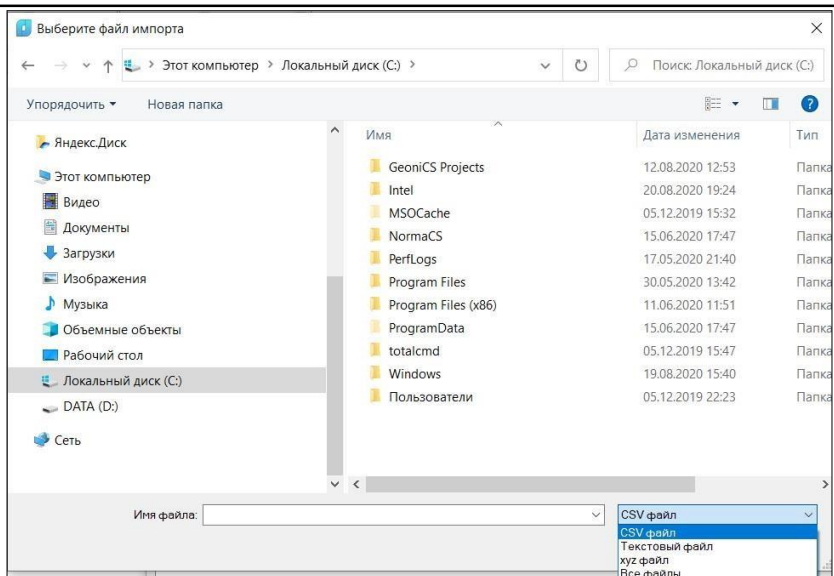 Выберите файл импорта
Этот компьютер > Локальный диск (C:) >
Поиск: Локальный диск (C:)
Упорядочить
Новая папка
Яндекс.Диск
Этот компьютер
Видео
Документы
Загрузки
Изображения
Музыка
Объемные объекты
Рабочий стол
Локальный диск (C:)
DATA (D:)
Сеть
Имя Дата изменения Тип
GeoniCS Projects 12.08.2020 12:53 Папка
Intel 20.08.2020 19:24 Папка
MSOCache 05.12.2019 15:32 Папка
NormaCS 15.06.2020 17:47 Папка
PerfLogs 17.05.2020 21:40 Папка
Program Files 30.05.2020 13:42 Папка
Program Files (x86) 11.06.2020 11:51 Папка
ProgramData 15.06.2020 17:47 Папка
totalcmd 05.12.2019 15:47 Папка
Windows 19.08.2020 15:40 Папка
Пользователи 05.12.2019 22:23 Папка
Имя файла:
CSV файл
CSV файл
Текстовый файл
xyz файл
Все файлы